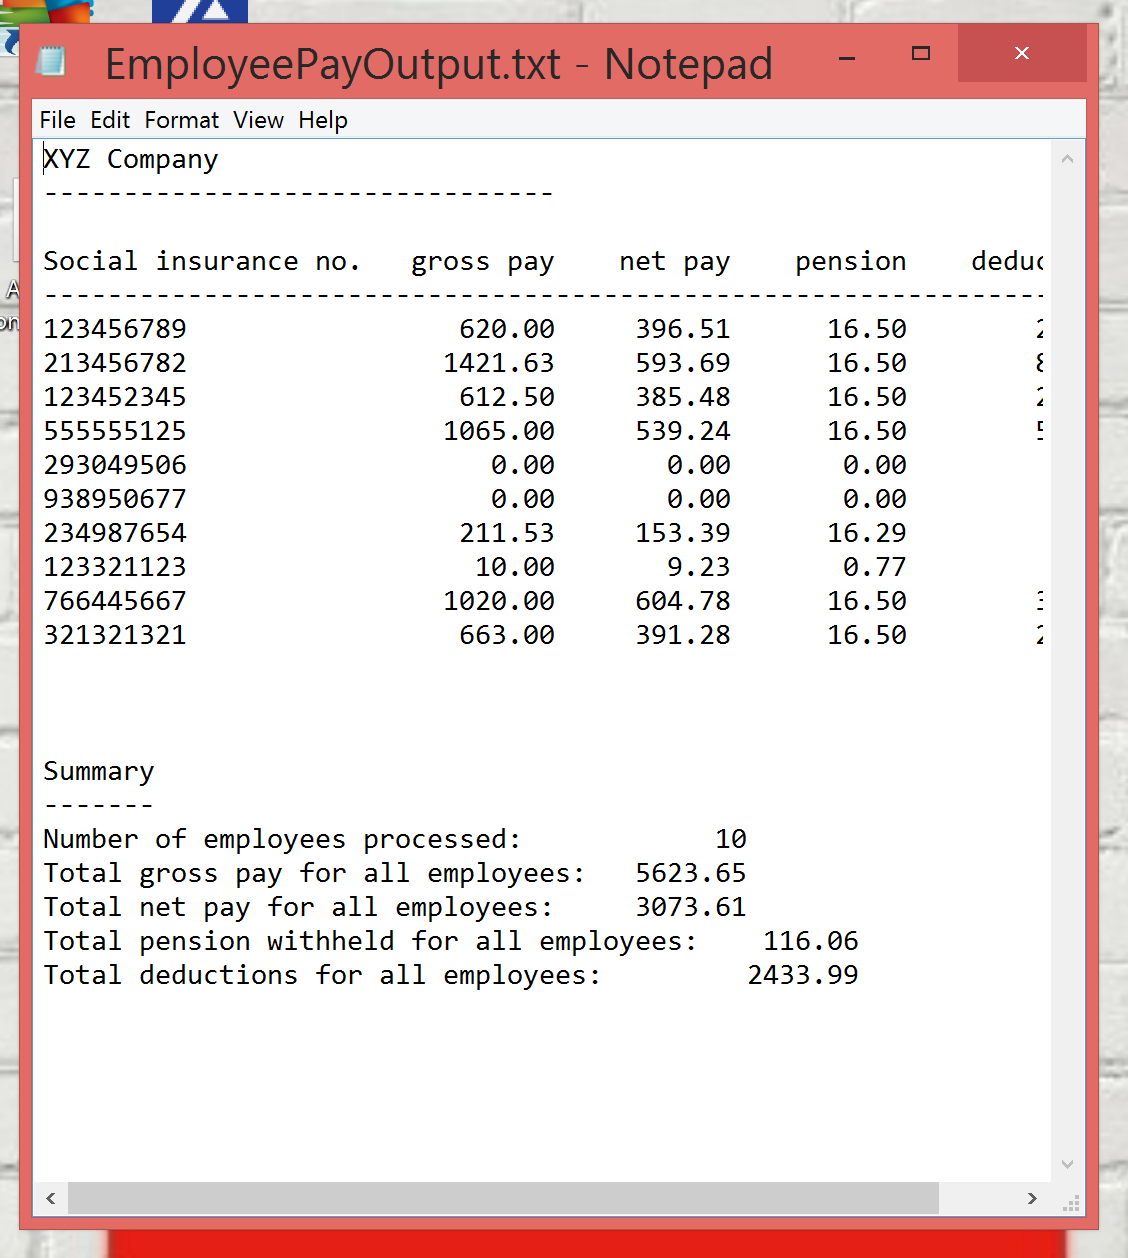 EmployeePayOutput.txt - Notepad
File Edit Format View Help
XYZ Company
--------------------------------
Social insurance no.   gross pay    net pay    pension    deduc
---------------------------------------------------------------
123456789                 620.00     396.51      16.50        2
213456782                1421.63     593.69      16.50        8
123452345                 612.50     385.48      16.50        2
555555125                1065.00     539.24      16.50        5
293049506                   0.00       0.00       0.00
938950677                   0.00       0.00       0.00
234987654                 211.53     153.39      16.29
123321123                  10.00       9.23       0.77
766445667                1020.00     604.78      16.50        3
321321321                 663.00     391.28      16.50        2
Summary
-------
Number of employees processed:            10
Total gross pay for all employees:   5623.65
Total net pay for all employees:     3073.61
Total pension withheld for all employees:    116.06
Total deductions for all employees:         2433.99